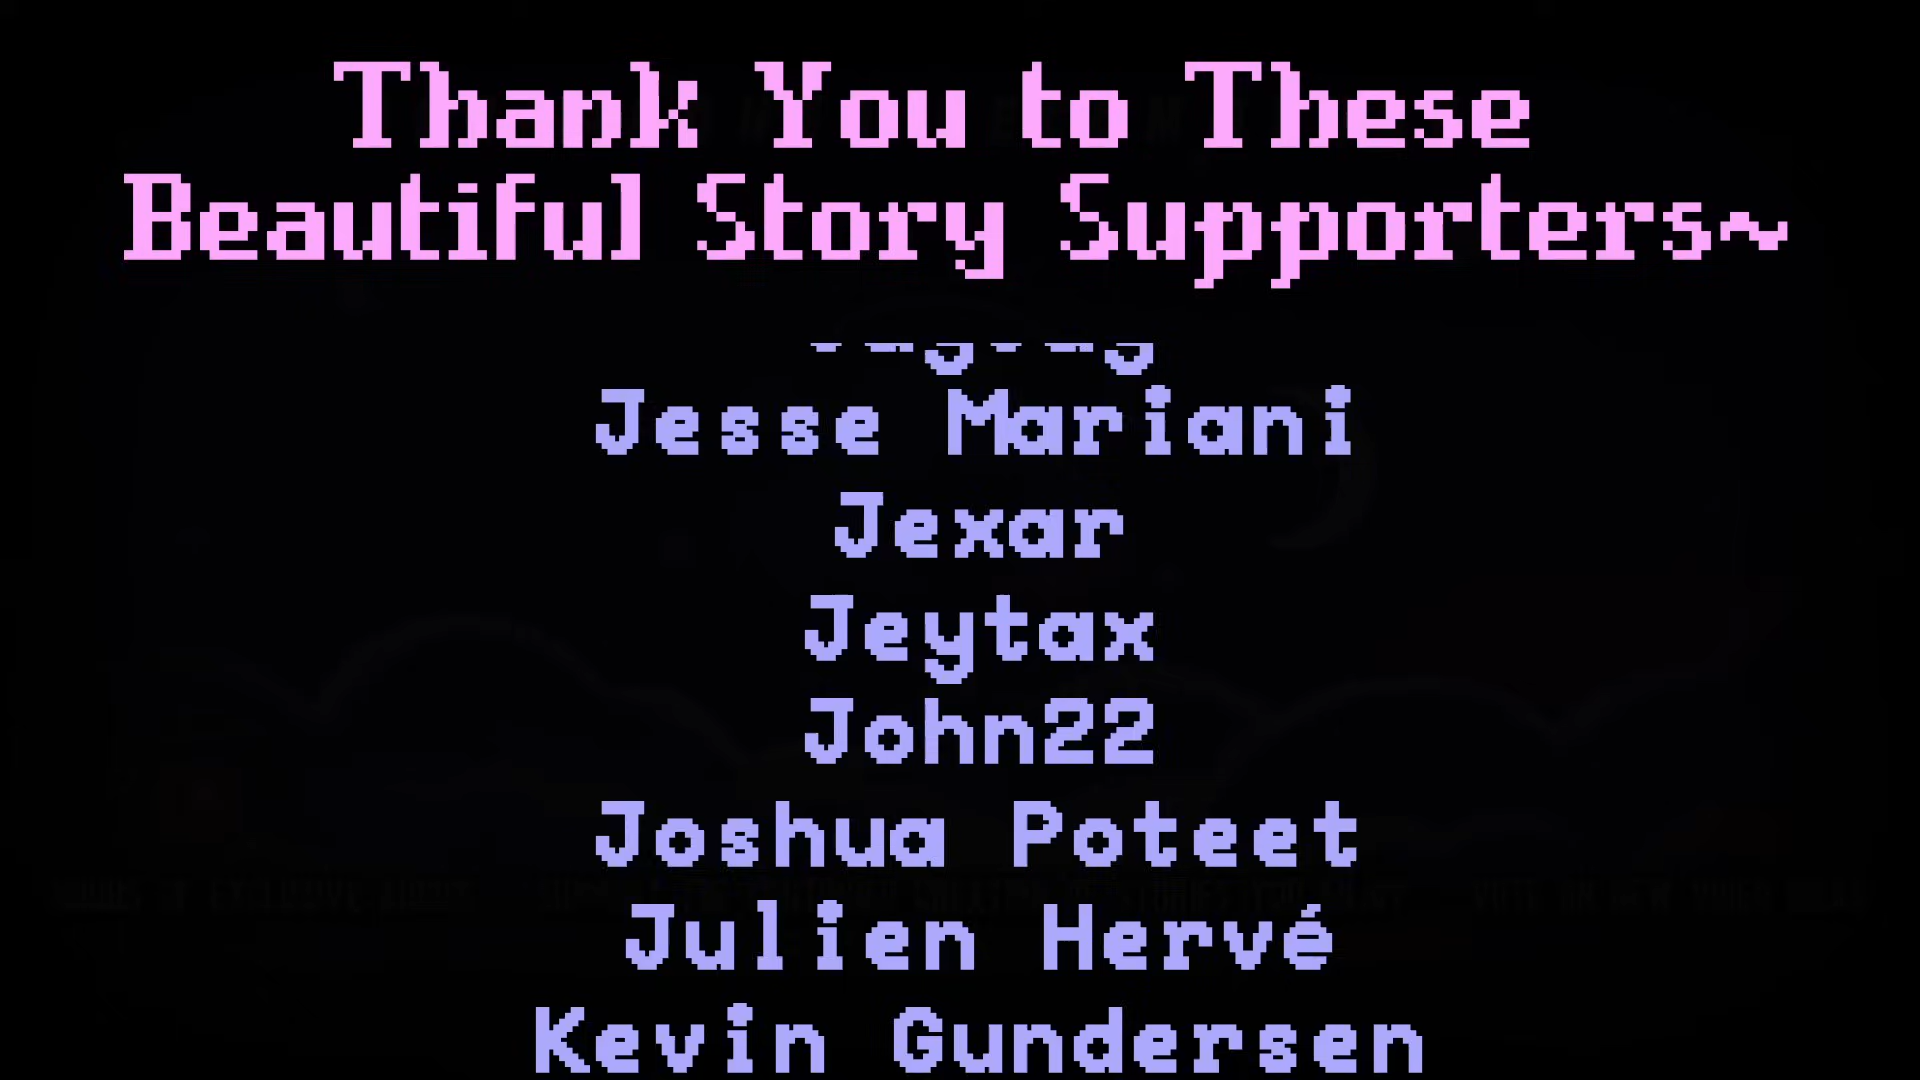 Thank You to These
Beautiful Story Supporters~
Jesse Mariani
Jexar
Jeytax
John22
Joshua Poteet
Julien Hervé
Kevin Gundersen